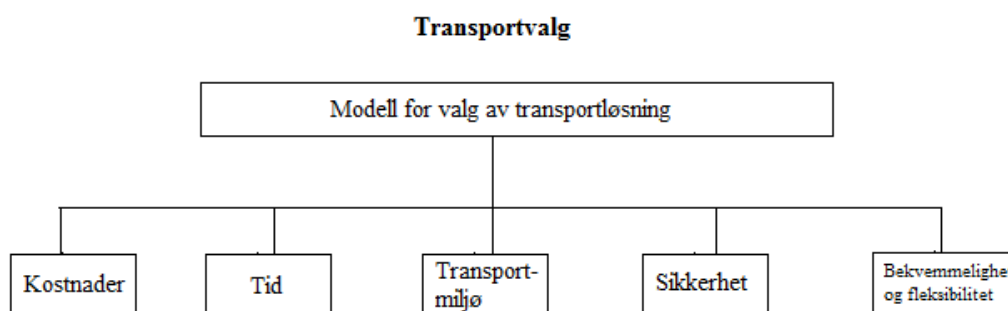 Transportvalg
Modell for valg av transportløsning
Kostnader
Tid
Transport-
miljø
Sikkerhet
Bekvemmelighe
og fleksibilitet